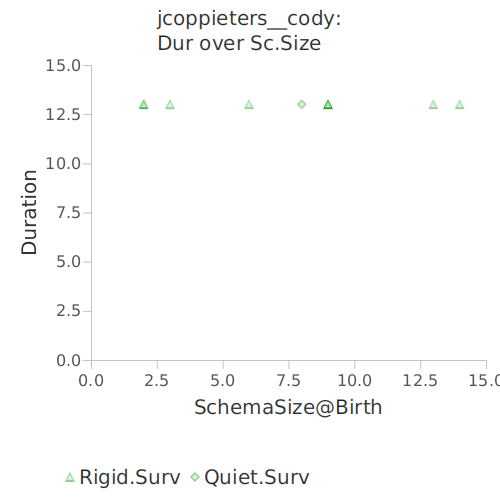 jcoppieters__cody:
Dur over Sc.Size
15.0
12.5
10.0
7.5
5.0
2.5
0.0
Duration
0.0 2.5 5.0 7.5 10.0 12.5 15.0
SchemaSize@Birth
Rigid.Surv Quiet.Surv